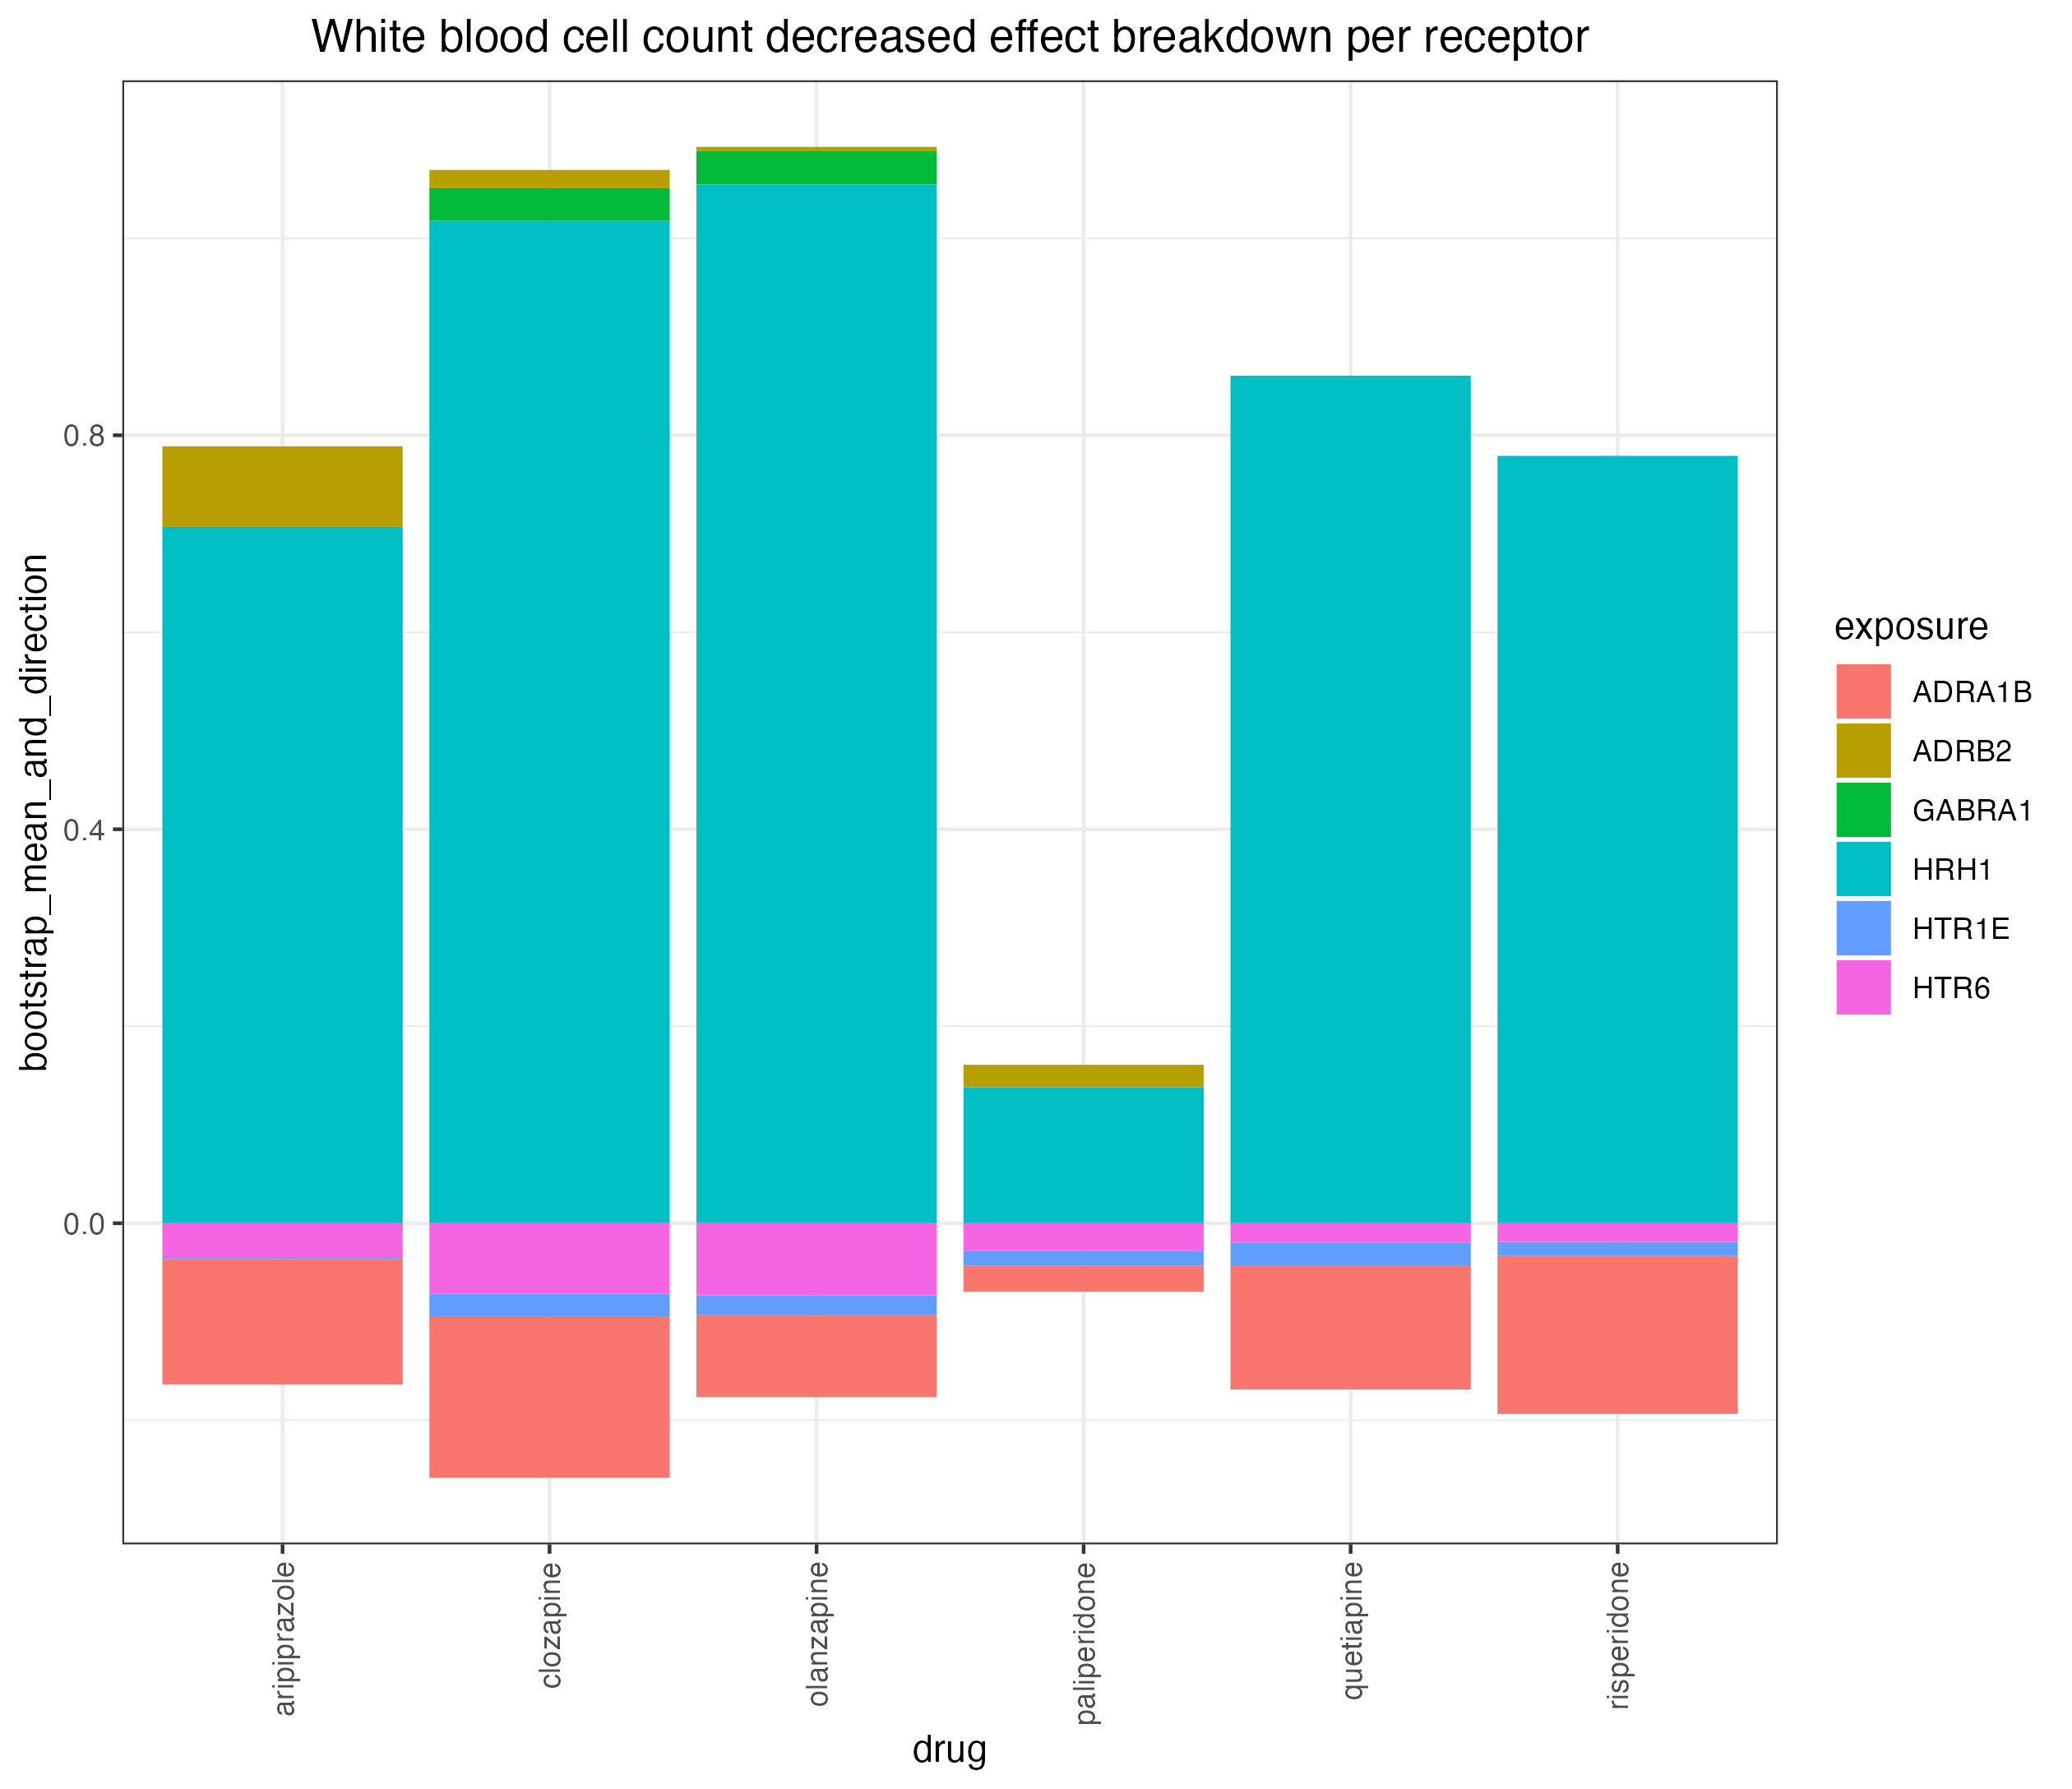 White blood cell count decreased effect breakdown per receptor
bootstrap_mean_and_direction
0.8
0.4
0.0
aripiprazole
clozapine
olanzapine
paliperidone
quetiapine
risperidone
drug
exposure
ADRA1B
ADRB2
GABRA1
HRH1
HTR1E
HTR6